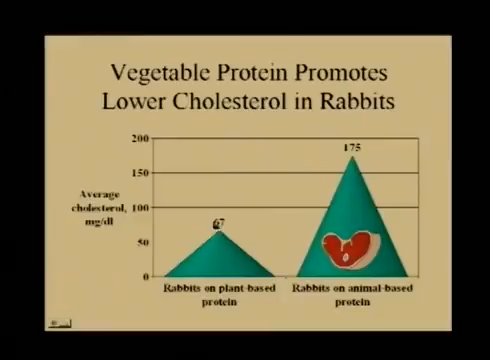 Vegetable Protein Promotes
Lower Cholesterol in Rabbits
200
150
100
50
0
Average
cholesterol,
mg/dl
67
175
Rabbits on plant-based
protein
Rabbits on animal-based
protein